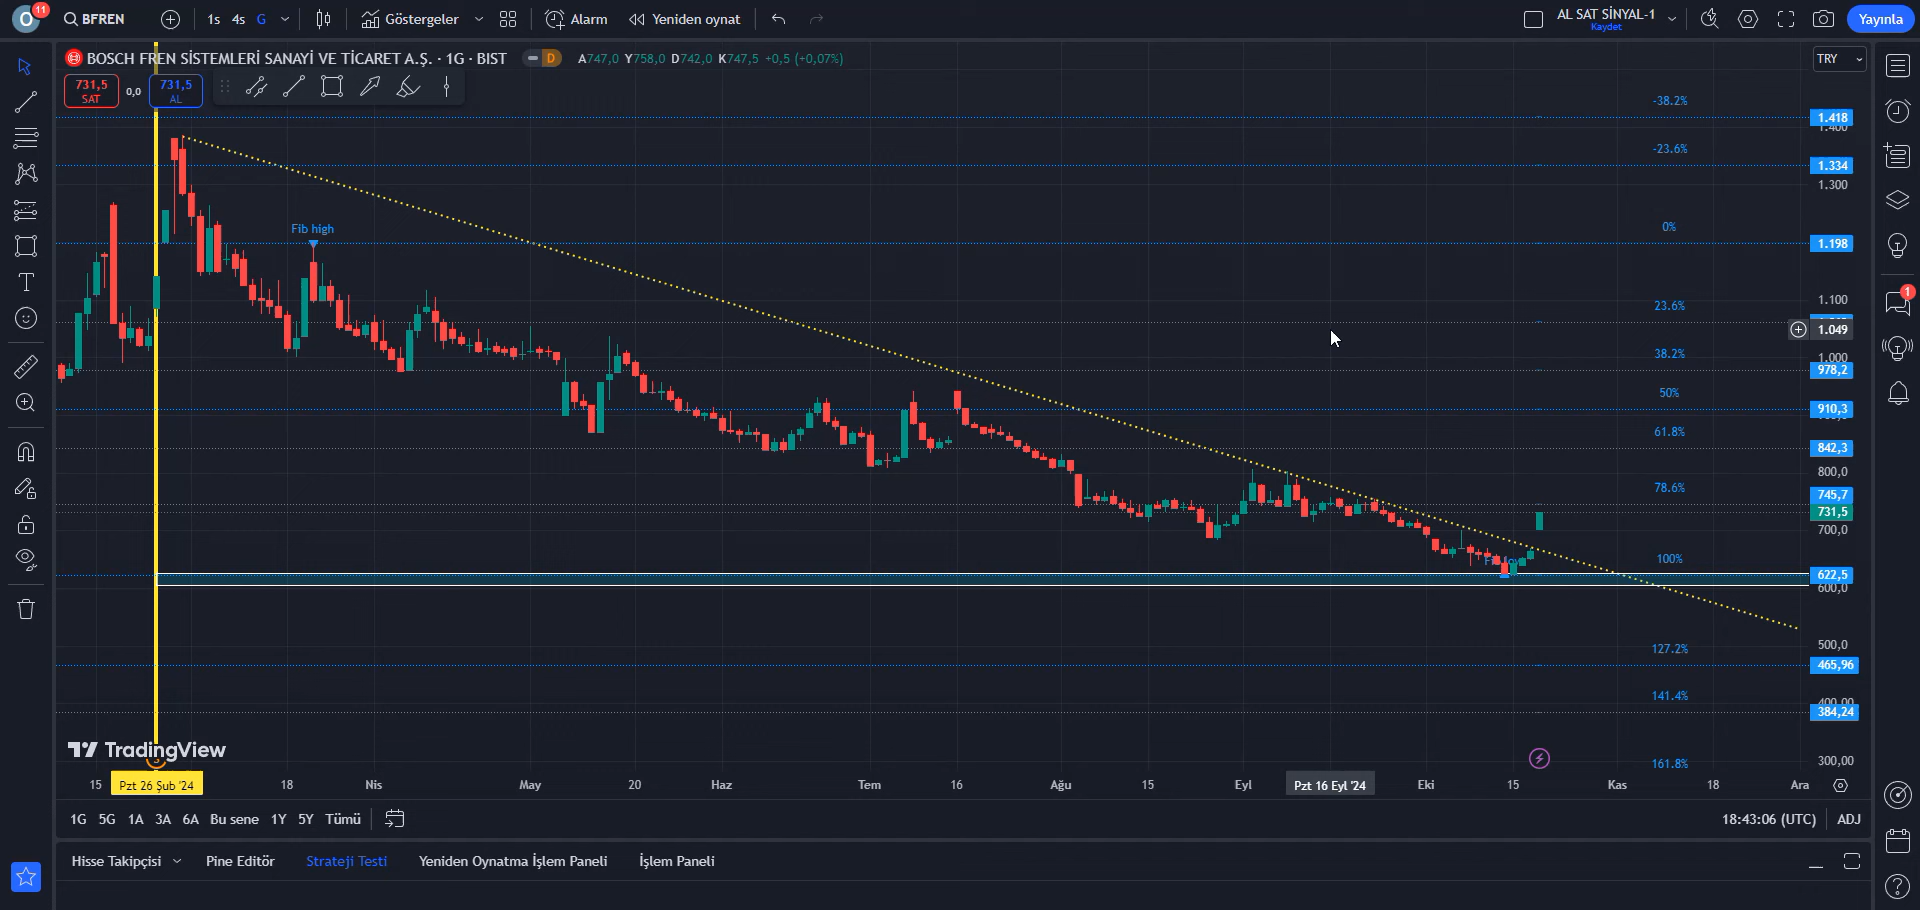 O
11
BFREN
1s
4s
G
Göstergeler
Alarm
Yeniden oynat
AL SAT SİNYAL-1
Kaydet
Yayınla
BOSCH FREN SİSTEMLERİ SANAYİ VE TİCARET A.Ş. · 1G · BIST
D
A747,0 Y758,0 D742,0 K747,5 +0,5 (+0,07%)
TRY
731,5
SAT
0,0
731,5
AL
-38.2%
1.418
1.400
-23.6%
1.334
1.300
Fib high
0%
1.198
23.6%
1.100
1.049
38.2%
1.000
978,2
50%
910,3
61.8%
842,3
800,0
78.6%
745,7
731,5
700,0
100%
622,5
600,0
500,0
127.2%
465,96
141.4%
400,00
384,24
161.8%
300,00
1
TradingView
15
Pzt 26 Şub '24
18
Nis
May
20
Haz
Tem
16
Ağu
15
Eyl
Pzt 16 Eyl '24
Eki
15
Kas
18
Ara
1G 5G 1A 3A 6A Bu sene 1Y 5Y Tümü
18:43:06 (UTC)
ADJ
Hisse Takipçisi
Pine Editör
Strateji Testi
Yeniden Oynatma İşlem Paneli
İşlem Paneli